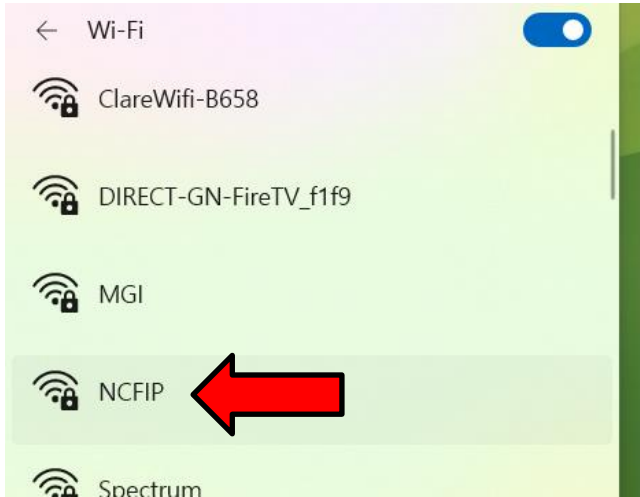 Wi-Fi
ClareWifi-B658
DIRECT-GN-FireTV_f1f9
MGI
NCFIP
Spectrum